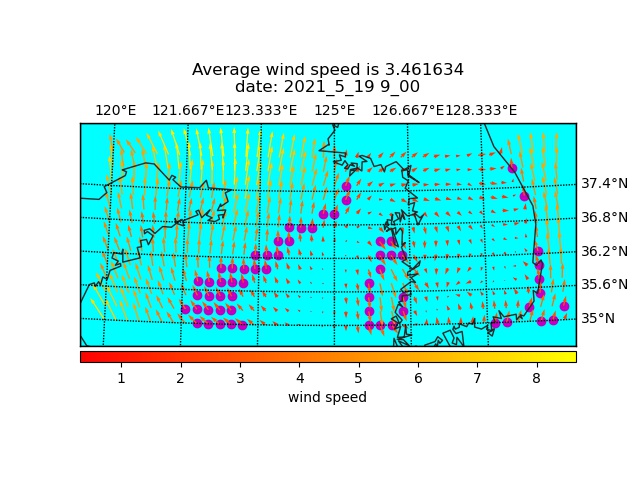 Average wind speed is 3.461634
date: 2021_5_19 9_00
120°E 121.667°E 123.333°E 125°E 126.667°E 128.333°E
37.4°N
36.8°N
36.2°N
35.6°N
35°N
1 2 3 4 5 6 7 8
wind speed